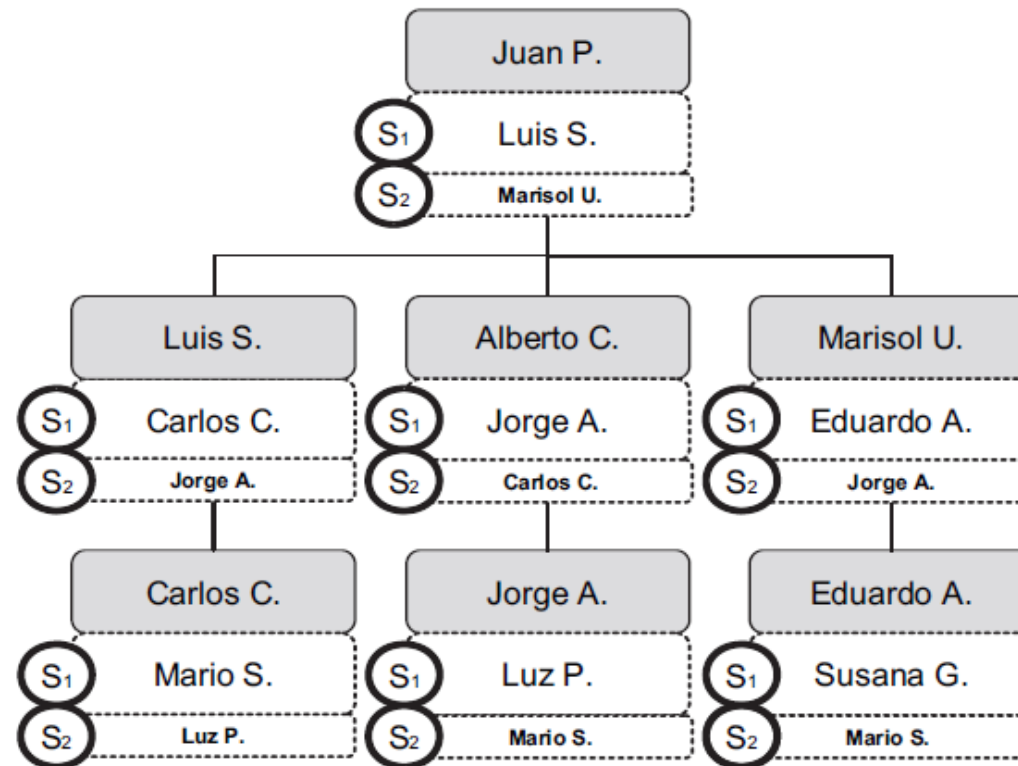 Juan P.
S1 Luis S.
S2 Marisol U.
Luis S.
S1 Carlos C.
S2 Jorge A.
Alberto C.
S1 Jorge A.
S2 Carlos C.
Marisol U.
S1 Eduardo A.
S2 Jorge A.
Carlos C.
S1 Mario S.
S2 Luz P.
Jorge A.
S1 Luz P.
S2 Mario S.
Eduardo A.
S1 Susana G.
S2 Mario S.